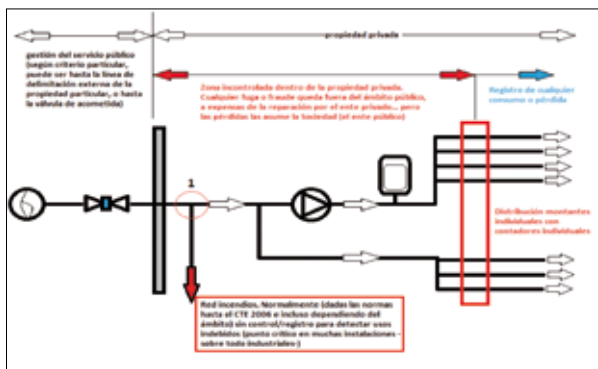 propiedad privada
gestión del servicio público
(según criterio particular,
puede ser hasta la línea de
delimitación externa de la
propiedad particular, o hasta
la válvula de acometida)
Zona incontrolada dentro de la propiedad privada.
Cualquier fuga o fraude queda fuera del ámbito público,
a expensas de la reparación por el ente privado... pero
las pérdidas las asume la sociedad (el ente público)
Registro de cualquier
consumo o pérdida
1
Distribución montantes
individuales con
contadores individuales
Red incendios. Normalmente (dadas las normas
hasta el CTE 2006 e incluso dependiendo del
ámbito) sin control/registro para detectar usos
indebidos (punto crítico en muchas instalaciones -
sobre todo industriales-)